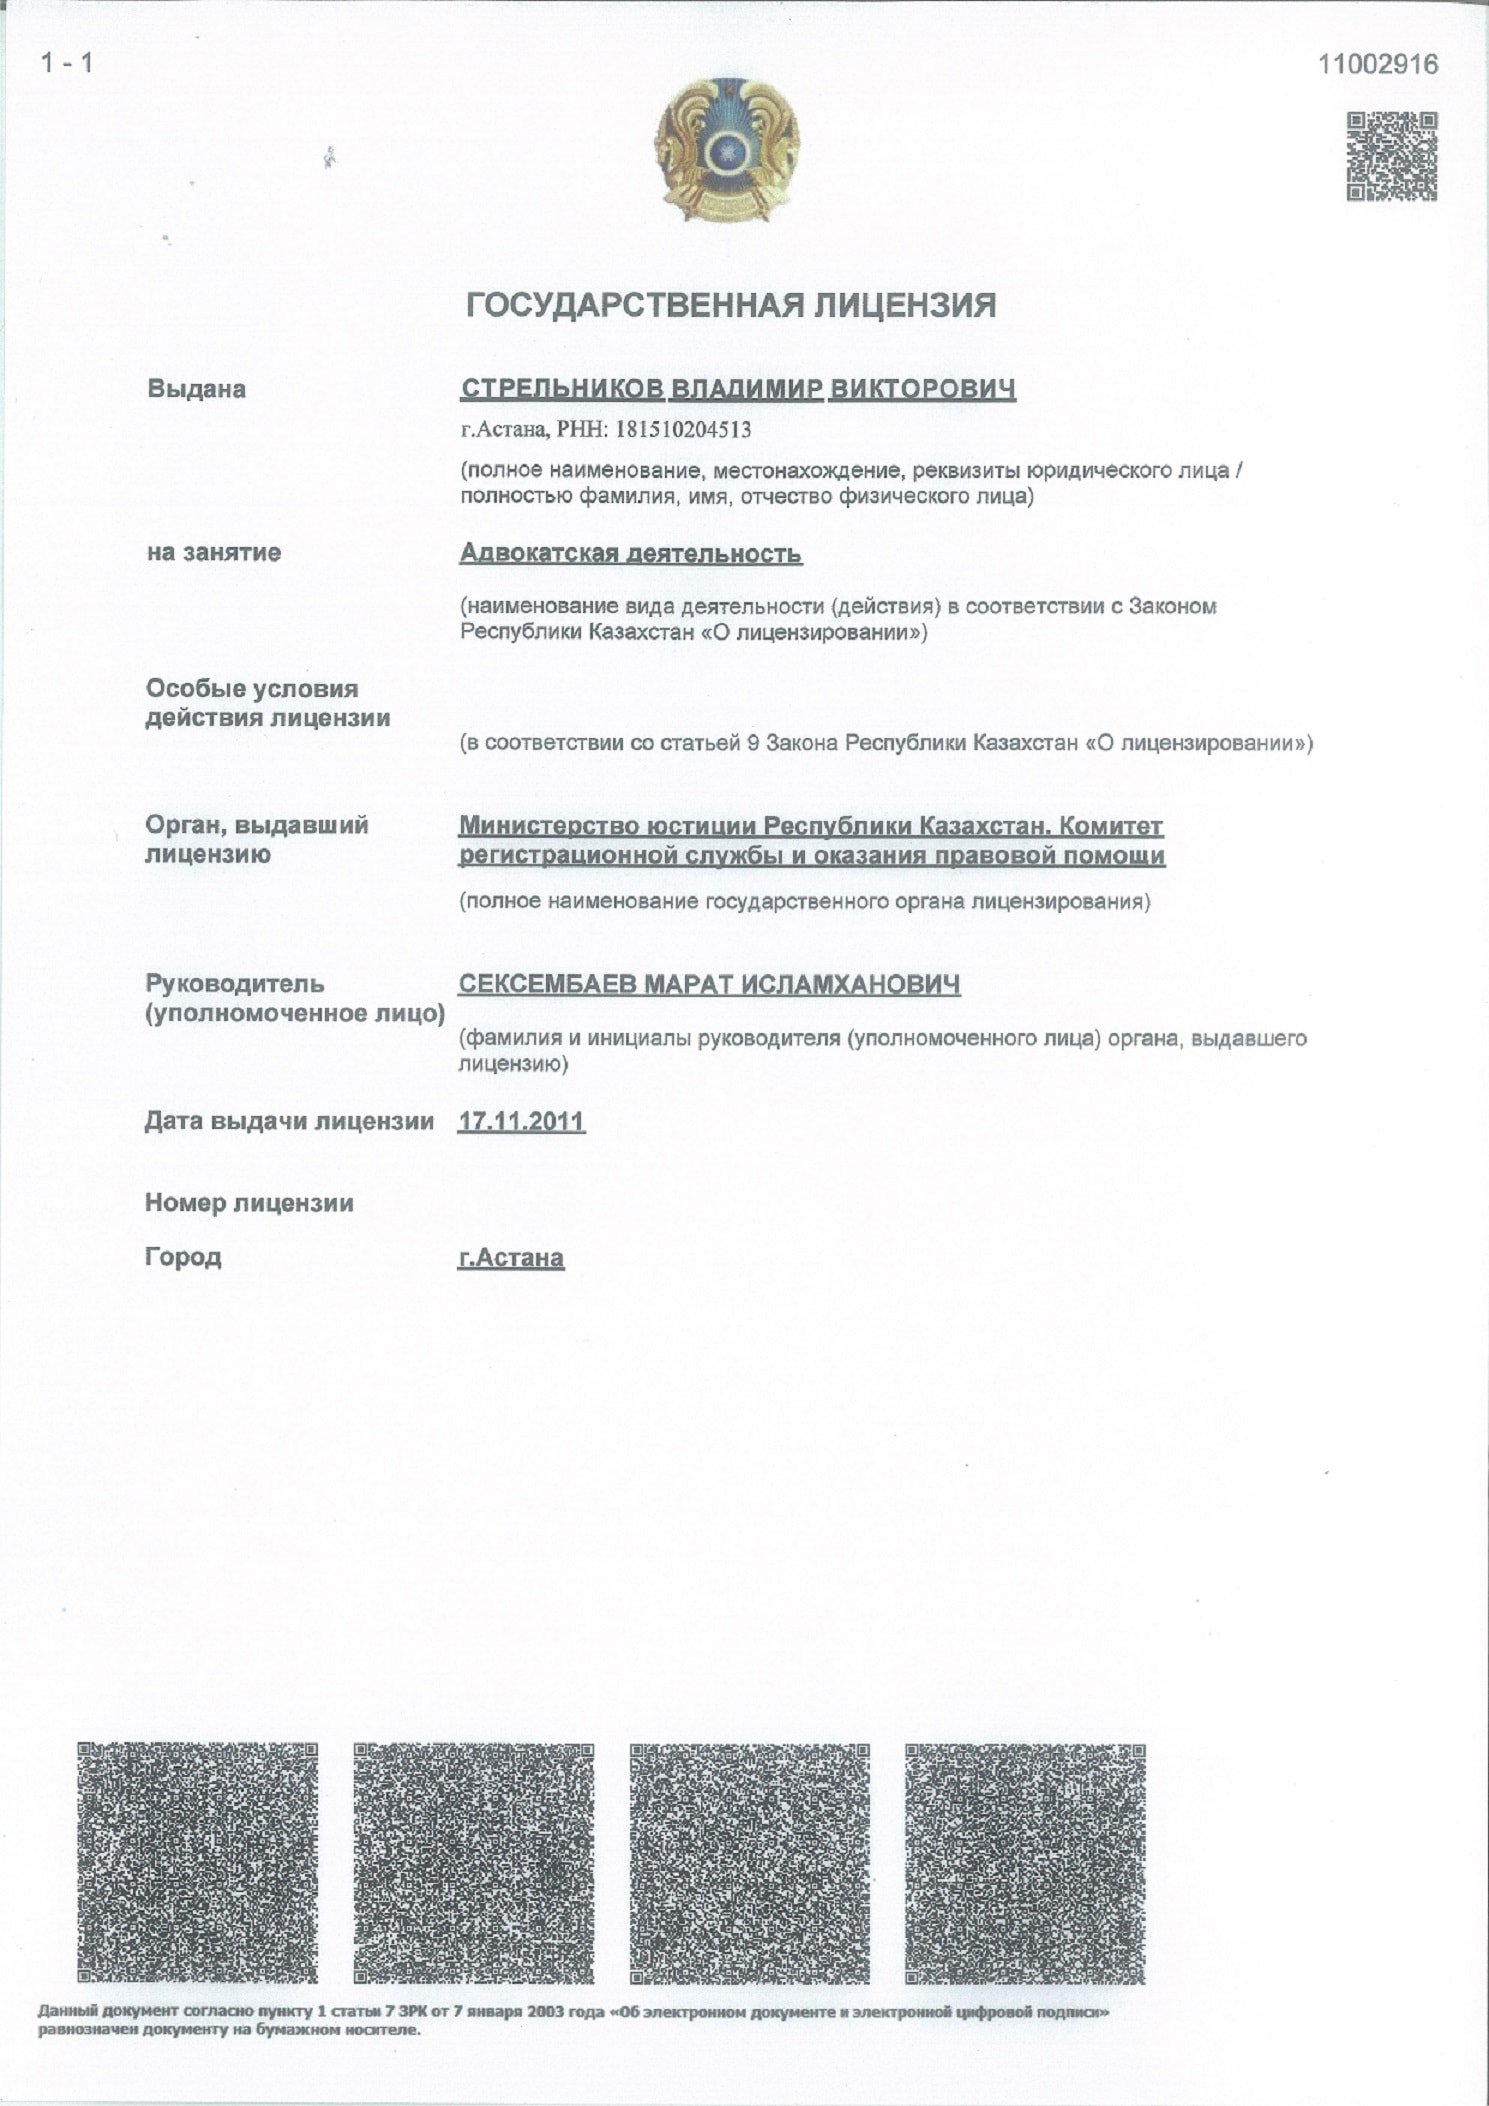 1 - 1
11002916
ГОСУДАРСТВЕННАЯ ЛИЦЕНЗИЯ
Выдана
СТРЕЛЬНИКОВ ВЛАДИМИР ВИКТОРОВИЧ
г.Астана, РНН: 181510204513
(полное наименование, местонахождение, реквизиты юридического лица /
полностью фамилия, имя, отчество физического лица)
на занятие
Адвокатская деятельность
(наименование вида деятельности (действия) в соответствии с Законом
Республики Казахстан «О лицензировании»)
Особые условия
действия лицензии
(в соответствии со статьей 9 Закона Республики Казахстан «О лицензировании»)
Орган, выдавший
лицензию
Министерство юстиции Республики Казахстан. Комитет
регистрационной службы и оказания правовой помощи
(полное наименование государственного органа лицензирования)
Руководитель
(уполномоченное лицо)
СЕКСЕМБАЕВ МАРАТ ИСЛАМХАНОВИЧ
(фамилия и инициалы руководителя (уполномоченного лица) органа, выдавшего
лицензию)
Дата выдачи лицензии
17.11.2011
Номер лицензии
Город
г.Астана
Данный документ согласно пункту 1 статьи 7 ЗРК от 7 января 2003 года «Об электронном документе и электронной цифровой подписи»
равнозначен документу на бумажном носителе.